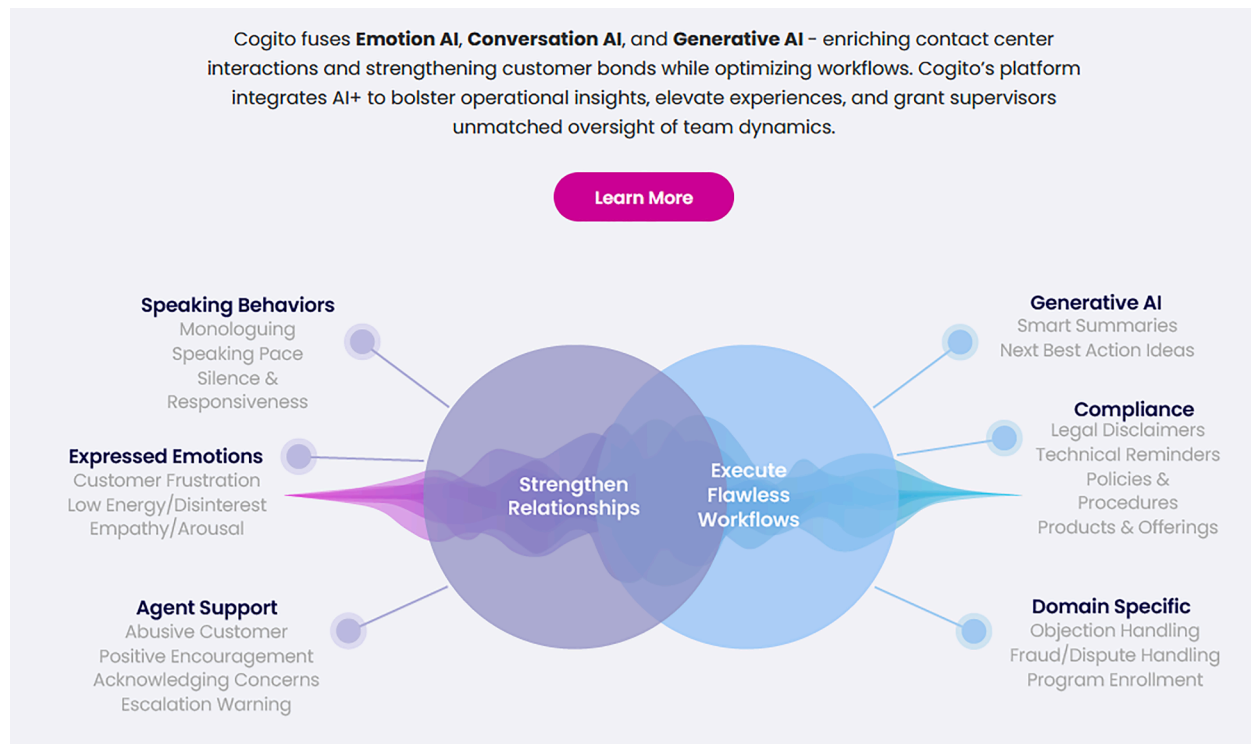 Cogito fuses Emotion AI, Conversation AI, and Generative AI - enriching contact center
interactions and strengthening customer bonds while optimizing workflows. Cogito’s platform
integrates AI+ to bolster operational insights, elevate experiences, and grant supervisors
unmatched oversight of team dynamics.
Learn More
Speaking Behaviors
Monologuing
Speaking Pace
Silence &
Responsiveness
Expressed Emotions
Customer Frustration
Low Energy/Disinterest
Empathy/Arousal
Agent Support
Abusive Customer
Positive Encouragement
Acknowledging Concerns
Escalation Warning
Strengthen
Relationships
Execute
Flawless
Workflows
Generative AI
Smart Summaries
Next Best Action Ideas
Compliance
Legal Disclaimers
Technical Reminders
Policies &
Procedures
Products & Offerings
Domain Specific
Objection Handling
Fraud/Dispute Handling
Program Enrollment